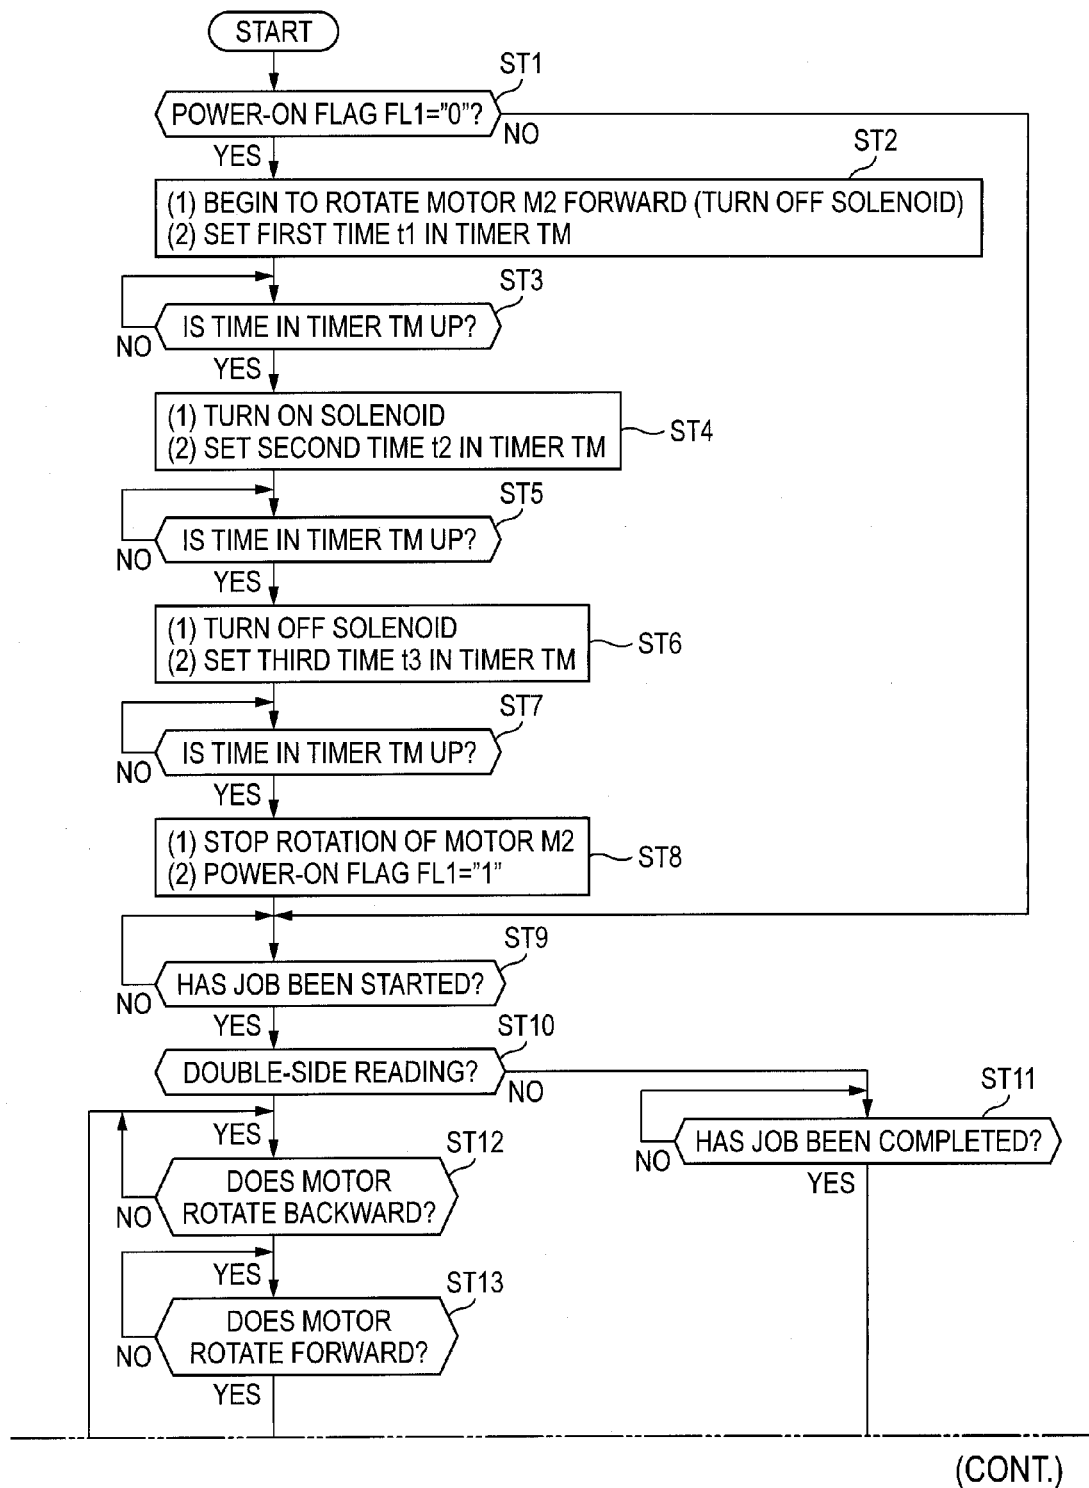 START
ST1
POWER-ON FLAG FL1="0"?
NO
YES
ST2
(1) BEGIN TO ROTATE MOTOR M2 FORWARD (TURN OFF SOLENOID)
(2) SET FIRST TIME t1 IN TIMER TM
ST3
IS TIME IN TIMER TM UP?
NO
YES
(1) TURN ON SOLENOID
(2) SET SECOND TIME t2 IN TIMER TM
ST4
ST5
IS TIME IN TIMER TM UP?
NO
YES
(1) TURN OFF SOLENOID
(2) SET THIRD TIME t3 IN TIMER TM
ST6
ST7
IS TIME IN TIMER TM UP?
NO
YES
(1) STOP ROTATION OF MOTOR M2
(2) POWER-ON FLAG FL1="1"
ST8
ST9
HAS JOB BEEN STARTED?
NO
YES
ST10
DOUBLE-SIDE READING?
NO
YES
ST11
HAS JOB BEEN COMPLETED?
NO
YES
ST12
DOES MOTOR
ROTATE BACKWARD?
NO
YES
ST13
DOES MOTOR
ROTATE FORWARD?
NO
YES
(CONT.)